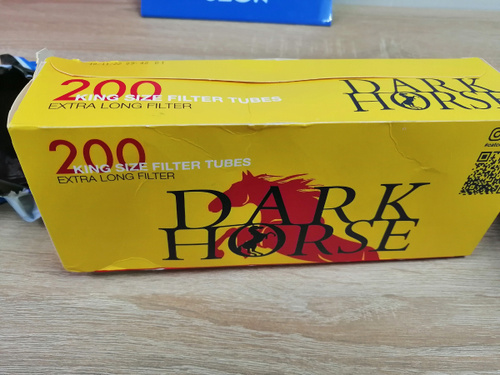 200
KING SIZE FILTER TUBES
EXTRA LONG FILTER
DARK
HORSE
200
KING SIZE FILTER TUBES
EXTRA LONG FILTER
DARK
HORSE